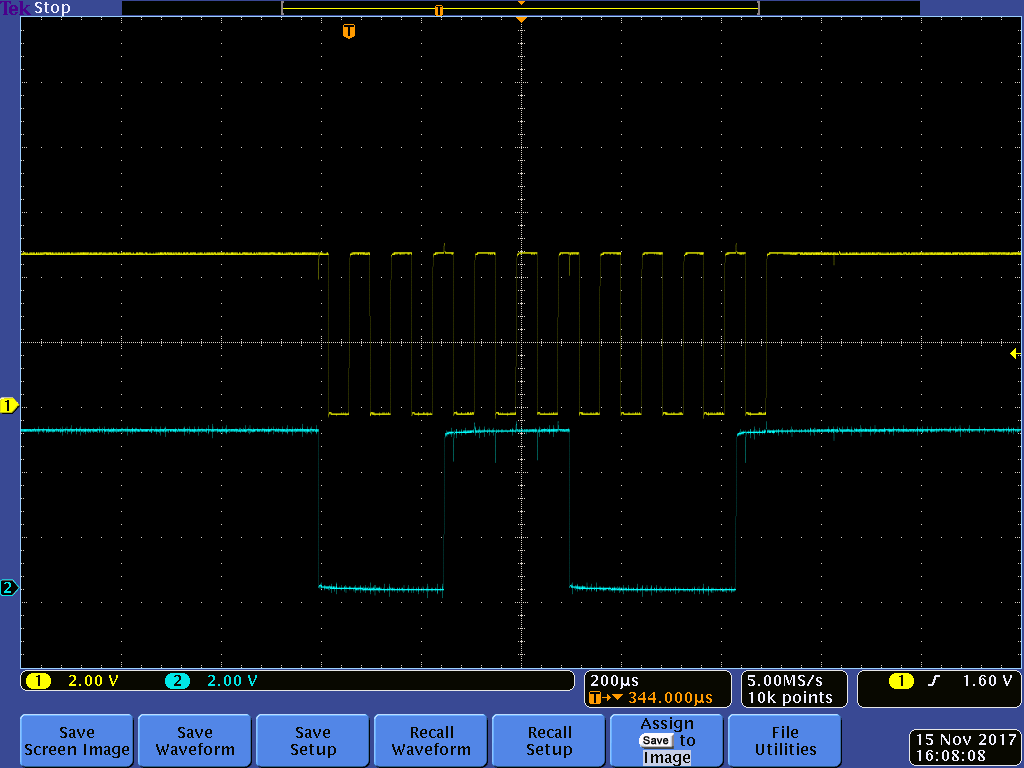 Tek Stop
T
T
1
2
1 2.00 V 2 2.00 V
200µs
T→▼ 344.000µs
5.00MS/s
10k points
1 1.60 V
Save
Screen Image
Save
Waveform
Save
Setup
Recall
Waveform
Recall
Setup
Assign
Save to
Image
File
Utilities
15 Nov 2017
16:08:08